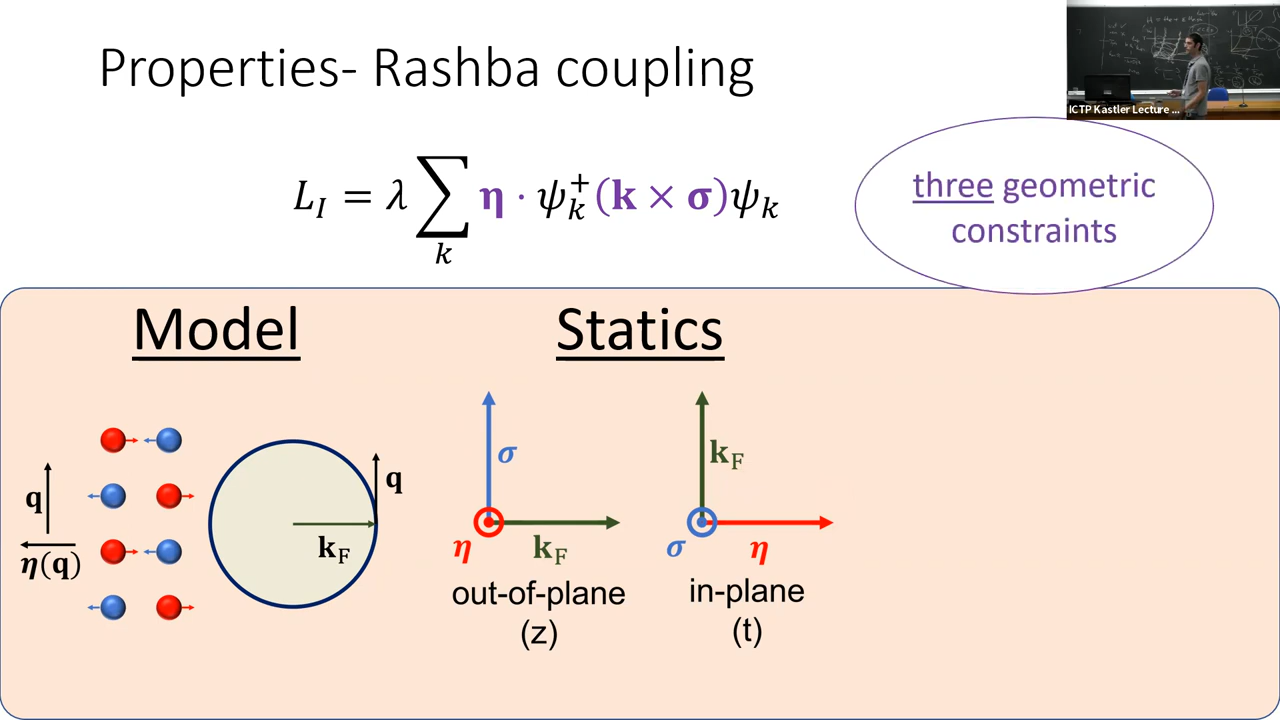 Properties- Rashba coupling
ICTP Kastler Lecture ...
L_I = λ ∑_k η · ψ_k^+ (k × σ) ψ_k
three geometric
constraints
Model
Statics
q
η(q)
k_F
q
σ
η
k_F
out-of-plane
(z)
k_F
σ
η
in-plane
(t)